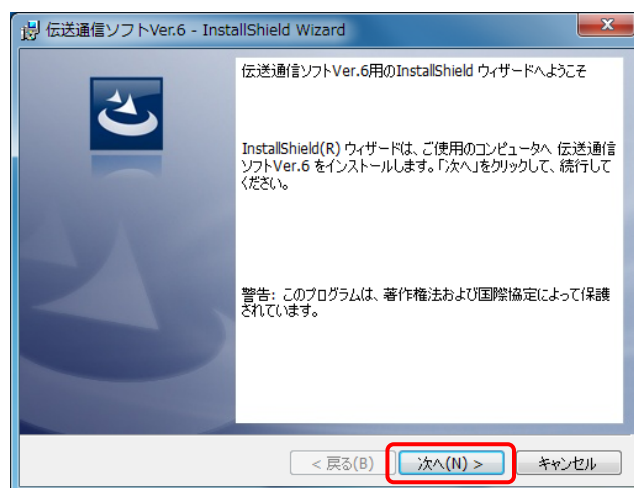 伝送通信ソフトVer.6 - InstallShield Wizard
伝送通信ソフトVer.6用のInstallShield ウィザードへようこそ
InstallShield(R) ウィザードは、ご使用のコンピュータへ 伝送通信
ソフトVer.6 をインストールします。「次へ」をクリックして、続行して
ください。
警告: このプログラムは、著作権法および国際協定によって保護
されています。
< 戻る(B)
次へ(N) >
キャンセル